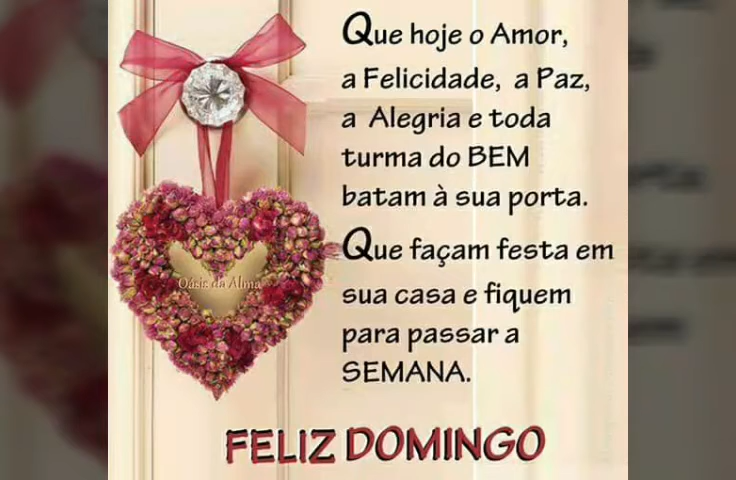 Que hoje o Amor,
a Felicidade, a Paz,
a Alegria e toda
turma do BEM
batam à sua porta.
Que façam festa em
sua casa e fiquem
para passar a
SEMANA.
Oásis da Alma
FELIZ DOMINGO